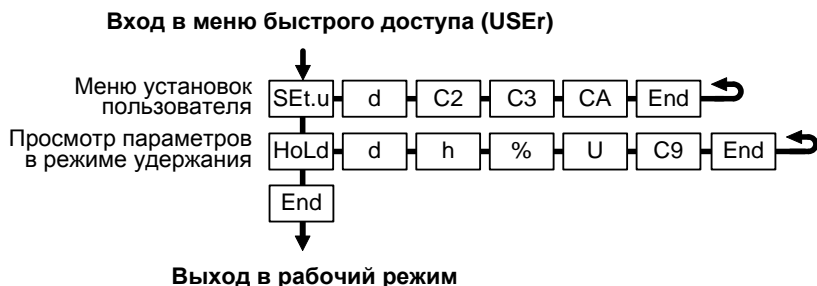 Вход в меню быстрого доступа (USEr)
Меню установок
пользователя
SEt.u d C2 C3 CA End
Просмотр параметров
в режиме удержания
HoLd d h % U C9 End
End
Выход в рабочий режим